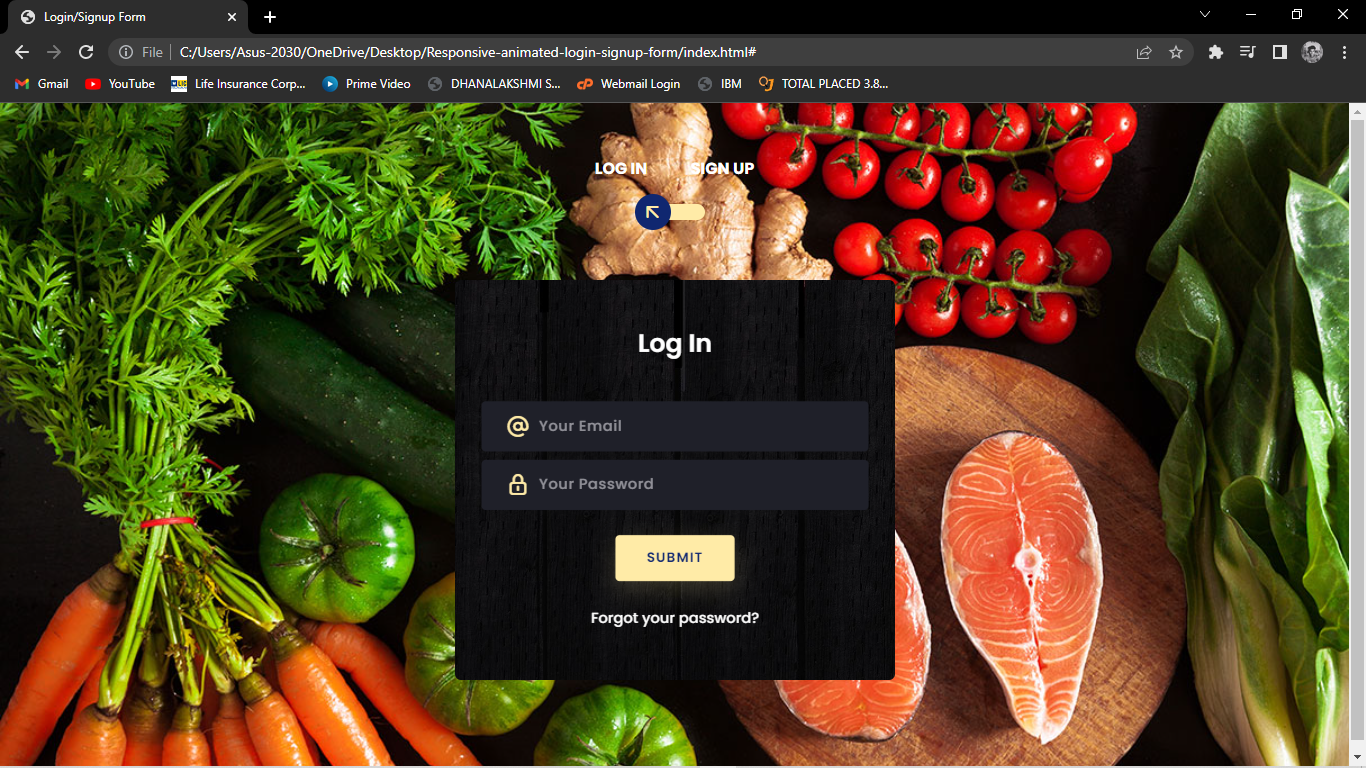 Login/Signup Form
File C:/Users/Asus-2030/OneDrive/Desktop/Responsive-animated-login-signup-form/index.html#
Gmail YouTube Life Insurance Corp... Prime Video DHANALAKSHMI S... Webmail Login IBM TOTAL PLACED 3.8...
LOG IN SIGN UP
Log In
Your Email
Your Password
SUBMIT
Forgot your password?